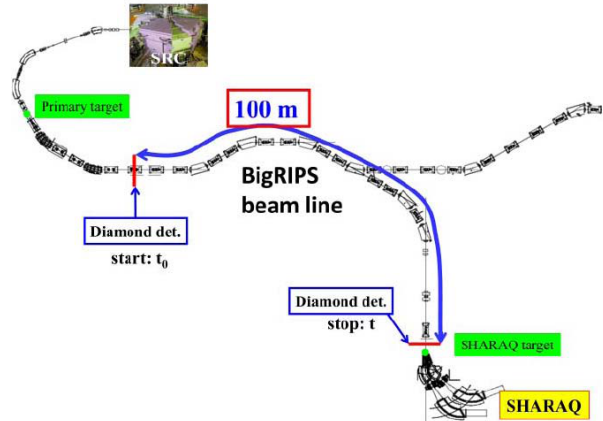 SRC
Primary target
100 m
BigRIPS
beam line
Diamond det.
start: t₀
Diamond det.
stop: t
SHARAQ target
SHARAQ